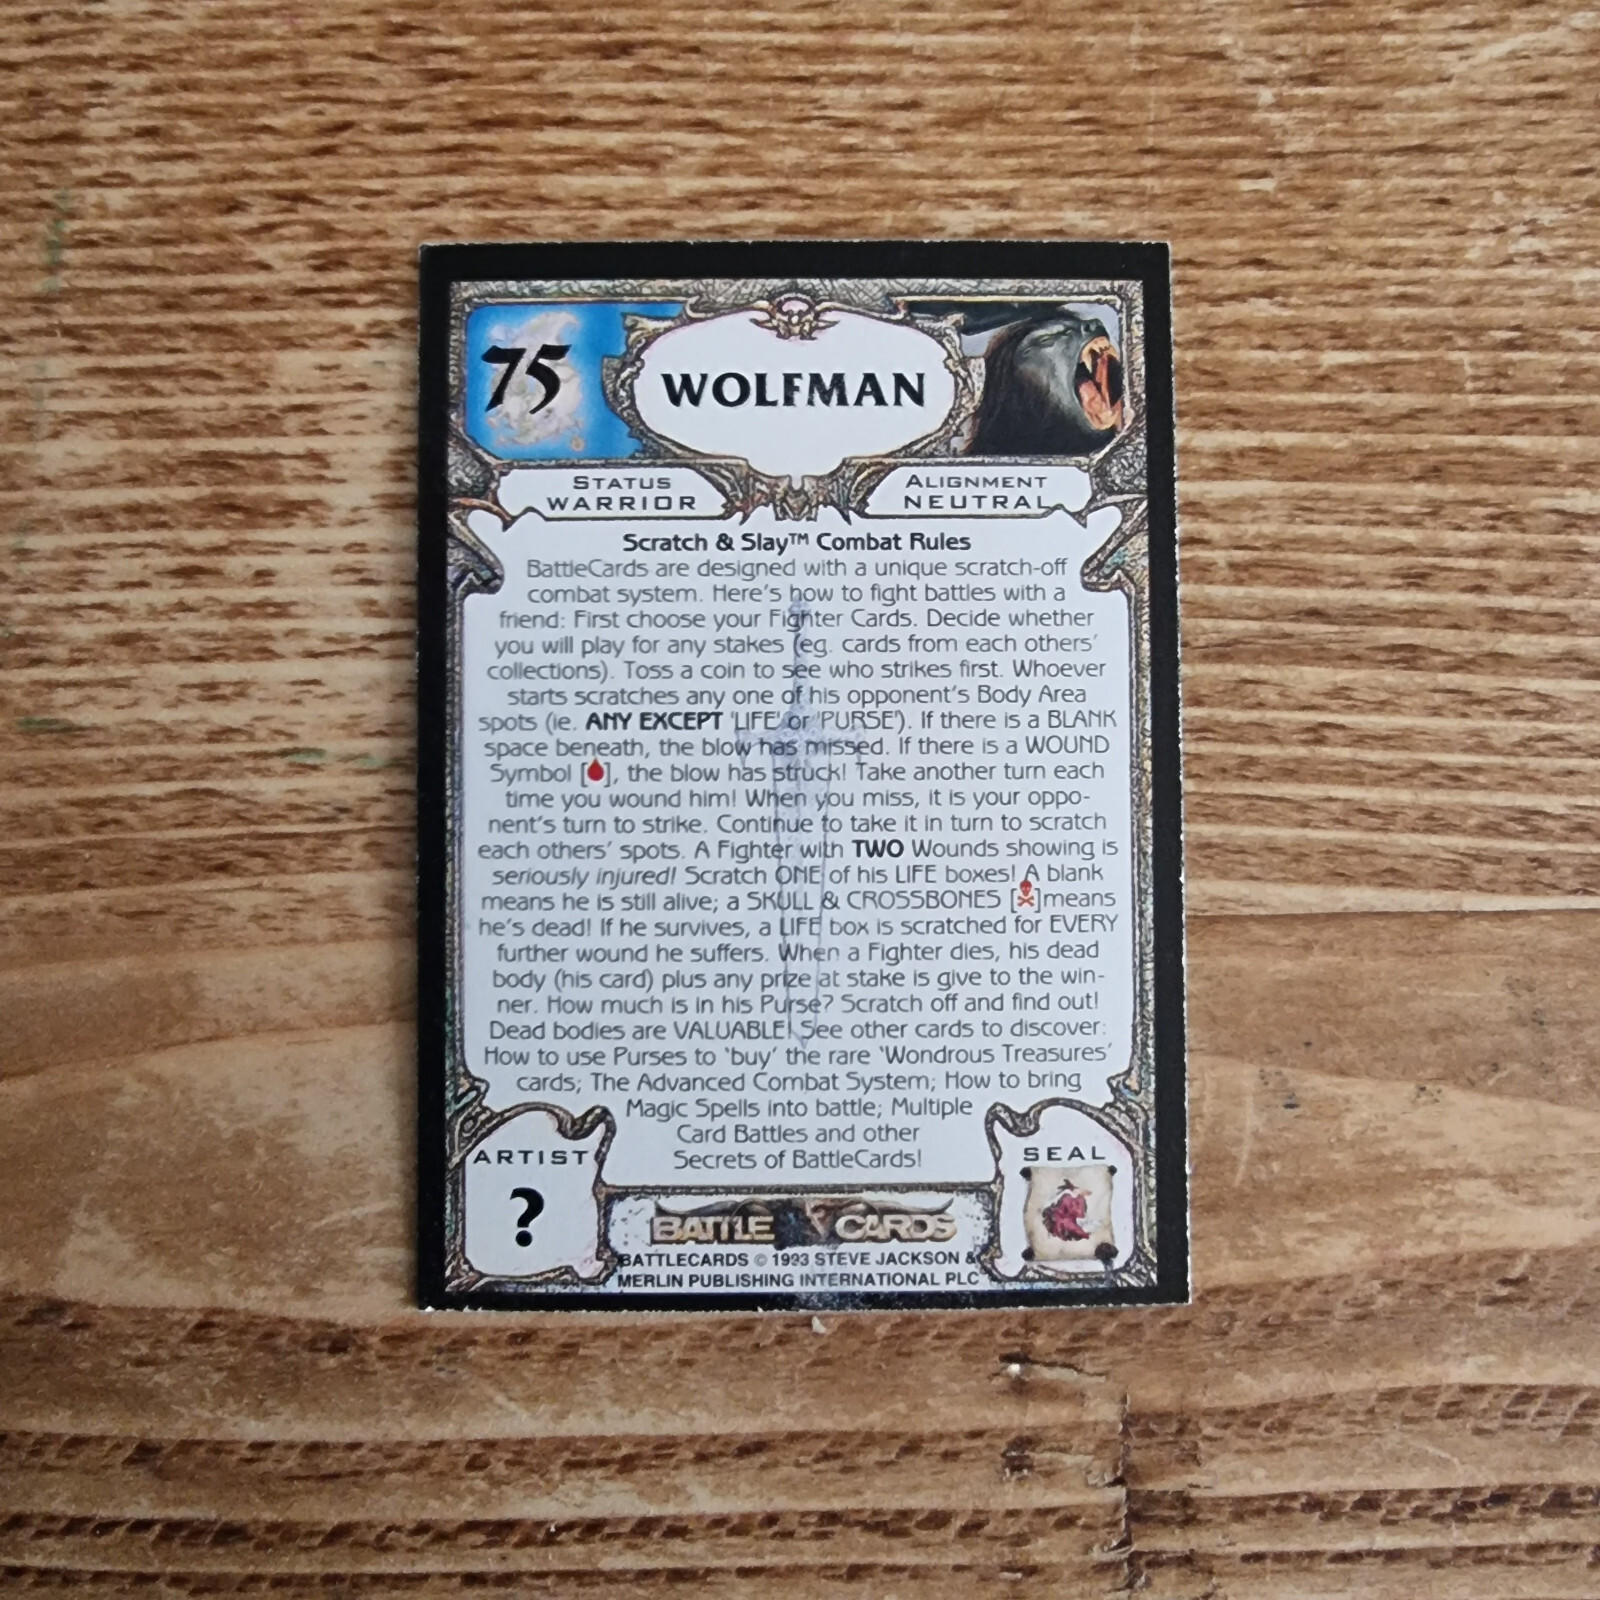 75
WOLFMAN
STATUS
WARRIOR
ALIGNMENT
NEUTRAL
Scratch & Slay™ Combat Rules
BattleCards are designed with a unique scratch-off
combat system. Here's how to fight battles with a
friend: First choose your Fighter Cards. Decide whether
you will play for any stakes (eg. cards from each others'
collections). Toss a coin to see who strikes first. Whoever
starts scratches any one of his opponent's Body Area
spots (ie. ANY EXCEPT 'LIFE' or 'PURSE'). If there is a BLANK
space beneath, the blow has missed. If there is a WOUND
Symbol [ ], the blow has struck! Take another turn each
time you wound him! When you miss, it is your oppo-
nent's turn to strike. Continue to take it in turn to scratch
each others' spots. A Fighter with TWO Wounds showing is
seriously injured! Scratch ONE of his LIFE boxes! A blank
means he is still alive; a SKULL & CROSSBONES [ ]means
he's dead! If he survives, a LIFE box is scratched for EVERY
further wound he suffers. When a Fighter dies, his dead
body (his card) plus any prize at stake is give to the win-
ner. How much is in his Purse? Scratch off and find out!
Dead bodies are VALUABLE! See other cards to discover:
How to use Purses to 'buy' the rare 'Wondrous Treasures'
cards; The Advanced Combat System; How to bring
Magic Spells into battle; Multiple
Card Battles and other
Secrets of BattleCards!
ARTIST
?
SEAL
BATTLE CARDS
BATTLECARDS © 1993 STEVE JACKSON &
MERLIN PUBLISHING INTERNATIONAL PLC